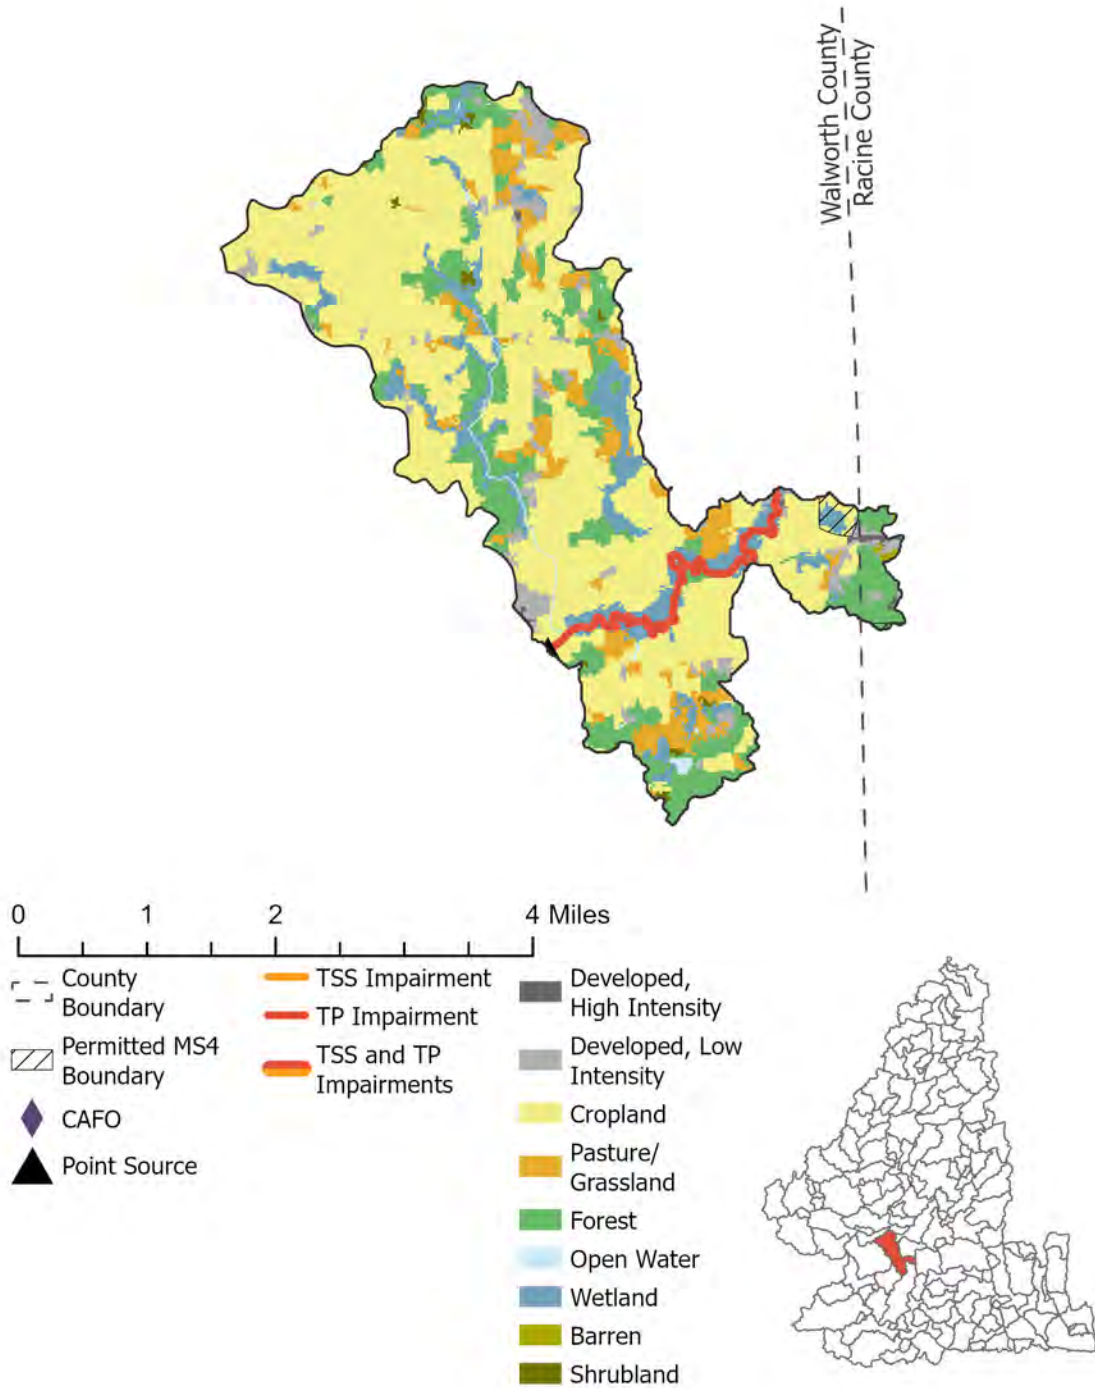 Walworth County
Racine County
0 1 2 4 Miles
County
Boundary
Permitted MS4
Boundary
CAFO
Point Source
TSS Impairment
TP Impairment
TSS and TP
Impairments
Developed,
High Intensity
Developed, Low
Intensity
Cropland
Pasture/
Grassland
Forest
Open Water
Wetland
Barren
Shrubland